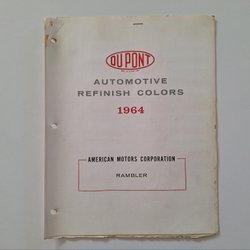 DU PONT
AUTOMOTIVE
REFINISH COLORS
1964
AMERICAN MOTORS CORPORATION
RAMBLER